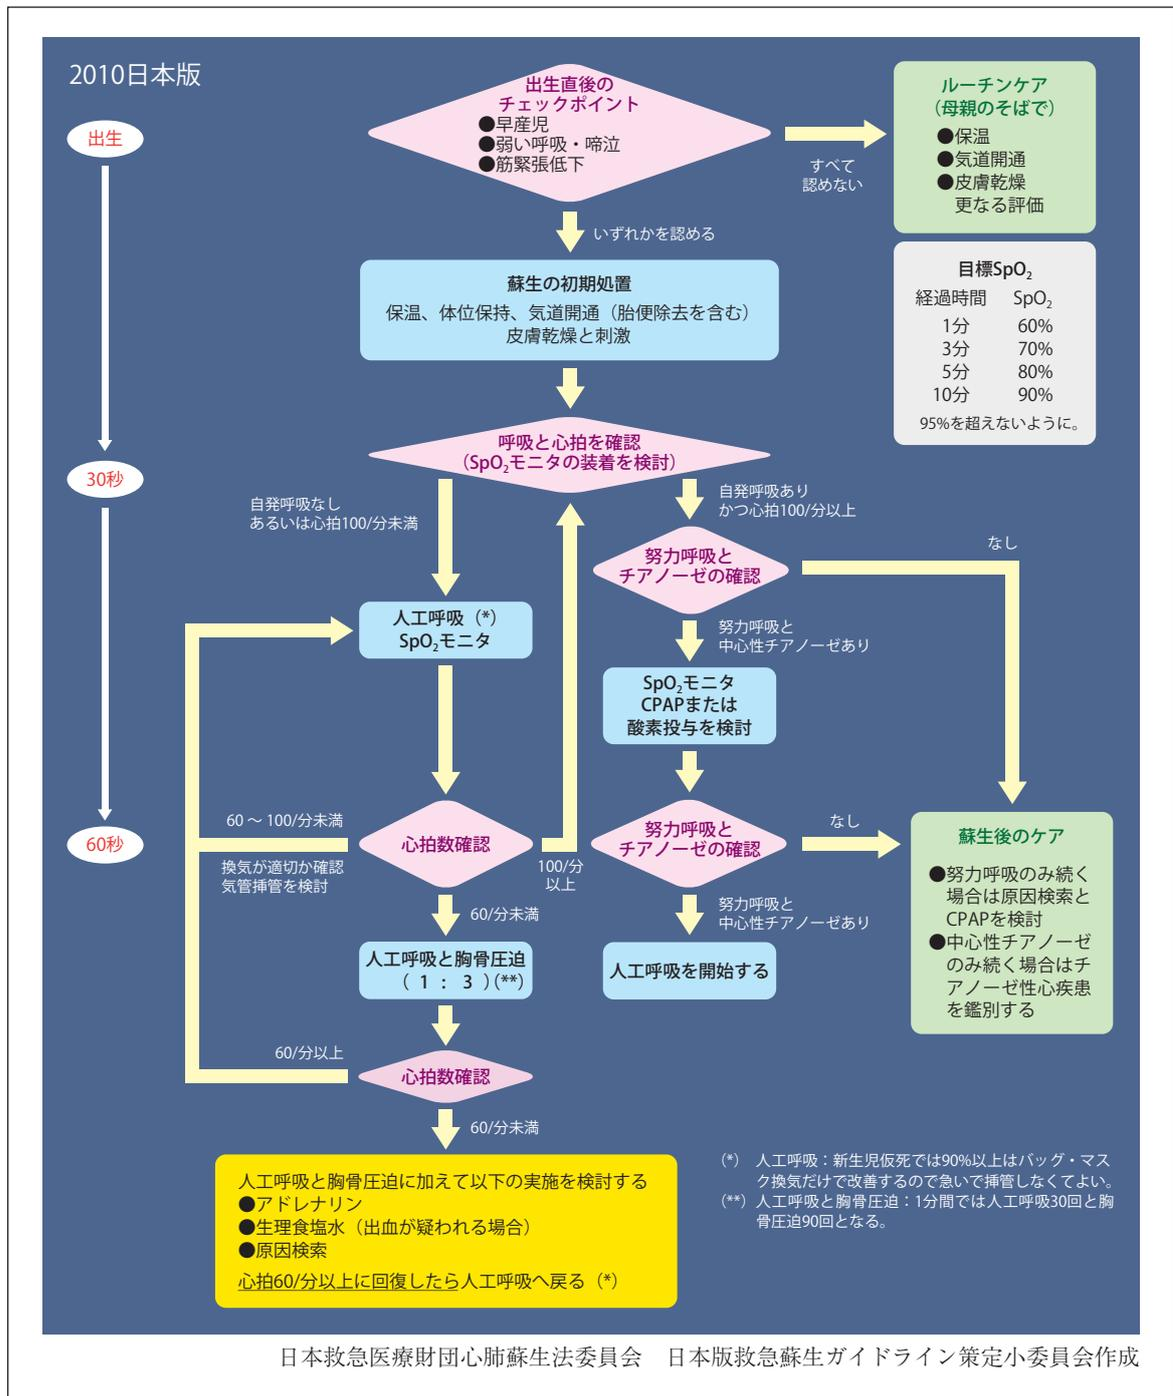 2010日本版
出生
出生直後の
チェックポイント
●早産児
●弱い呼吸・啼泣
●筋緊張低下
すべて
認めない
ルーチンケア
（母親のそばで）
●保温
●気道開通
●皮膚乾燥
更なる評価
いずれかを認める
蘇生の初期処置
保温、体位保持、気道開通（胎便除去を含む）
皮膚乾燥と刺激
目標SpO₂
経過時間 SpO₂
1分 60%
3分 70%
5分 80%
10分 90%
95%を超えないように。
30秒
呼吸と心拍を確認
（SpO₂モニタの装着を検討）
自発呼吸なし
あるいは心拍100/分未満
自発呼吸あり
かつ心拍100/分以上
努力呼吸と
チアノーゼの確認
なし
人工呼吸（*）
SpO₂モニタ
努力呼吸と
中心性チアノーゼあり
SpO₂モニタ
CPAPまたは
酸素投与を検討
60秒
60～100/分未満
換気が適切か確認
気管挿管を検討
心拍数確認
100/分
以上
努力呼吸と
チアノーゼの確認
なし
蘇生後のケア
●努力呼吸のみ続く
場合は原因検索と
CPAPを検討
●中心性チアノーゼ
のみ続く場合はチ
アノーゼ性心疾患
を鑑別する
60/分未満
努力呼吸と
中心性チアノーゼあり
人工呼吸と胸骨圧迫
（1：3）（**）
人工呼吸を開始する
60/分以上
心拍数確認
60/分未満
人工呼吸と胸骨圧迫に加えて以下の実施を検討する
●アドレナリン
●生理食塩水（出血が疑われる場合）
●原因検索
心拍60/分以上に回復したら人工呼吸へ戻る（*）
（*） 人工呼吸：新生児仮死では90%以上はバッグ・マス
ク換気だけで改善するので急いで挿管しなくてよい。
（**）人工呼吸と胸骨圧迫：1分間では人工呼吸30回と胸
骨圧迫90回となる。
日本救急医療財団心肺蘇生法委員会　日本版救急蘇生ガイドライン策定小委員会作成